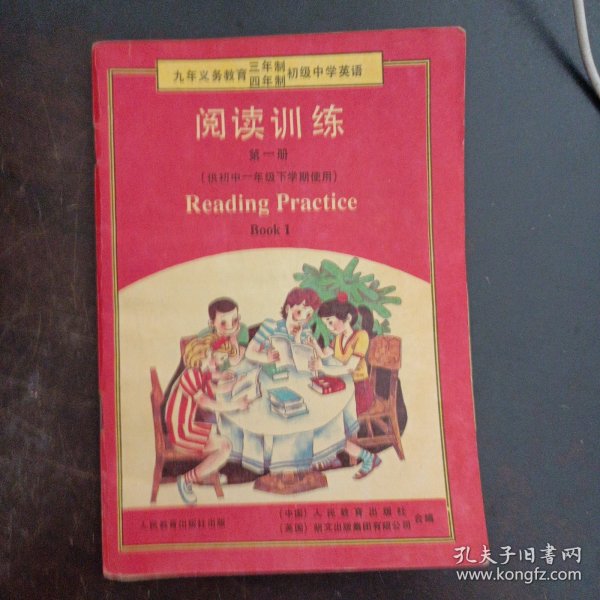 九年义务教育三年制四年制初级中学英语
阅读训练
第一册
（供初中一年级下学期使用）
Reading Practice
Book I
人民教育出版社出版
（中国）人民教育出版社
（英国）朗文出版集团有限公司
合编
孔夫子旧书网
www.kongfz.com